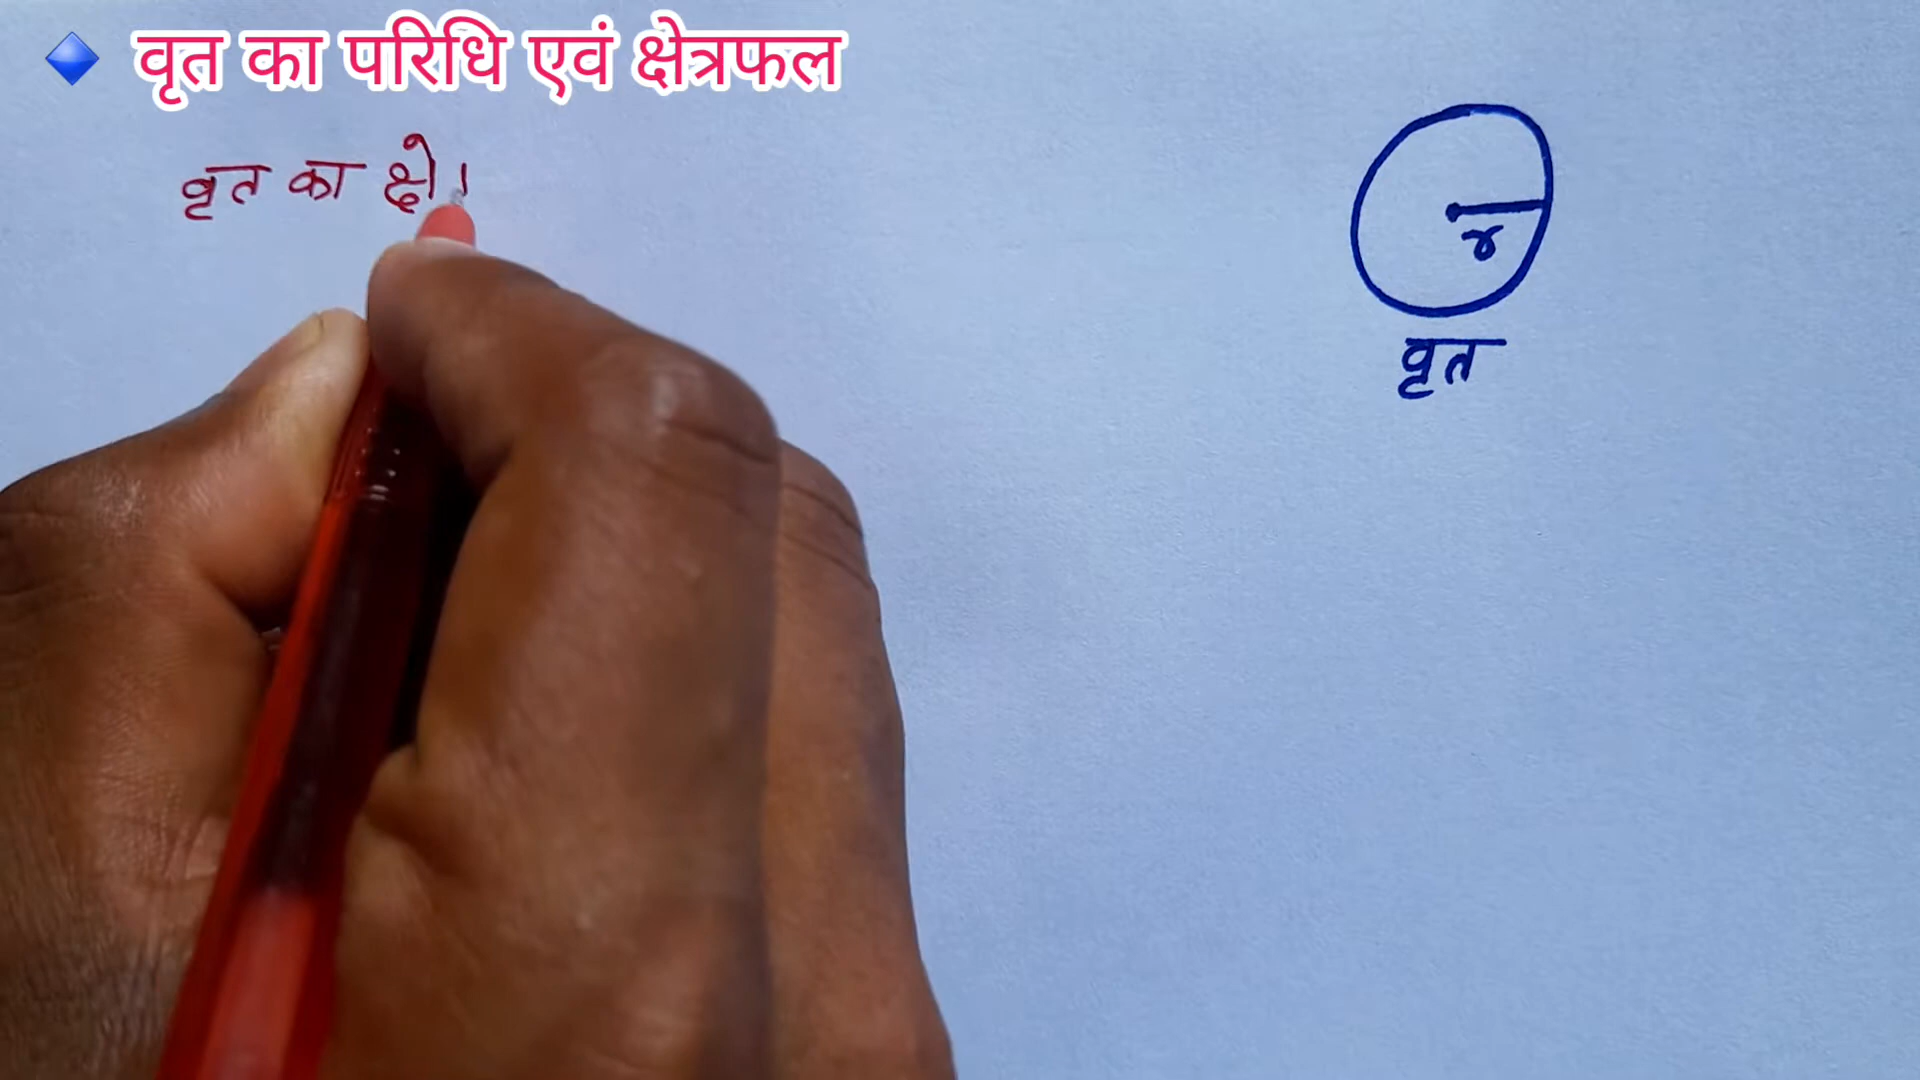 वृत का परिधि एवं क्षेत्रफल
वृत का क्षे
r
वृत